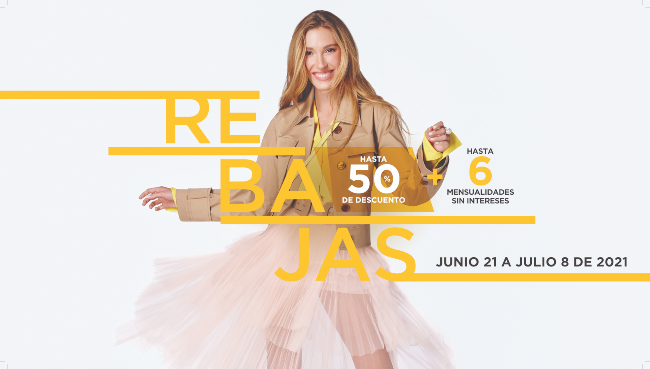 RE
BA
JAS
HASTA
50%
DE DESCUENTO
+
HASTA
6
MENSUALIDADES
SIN INTERESES
JUNIO 21 A JULIO 8 DE 2021